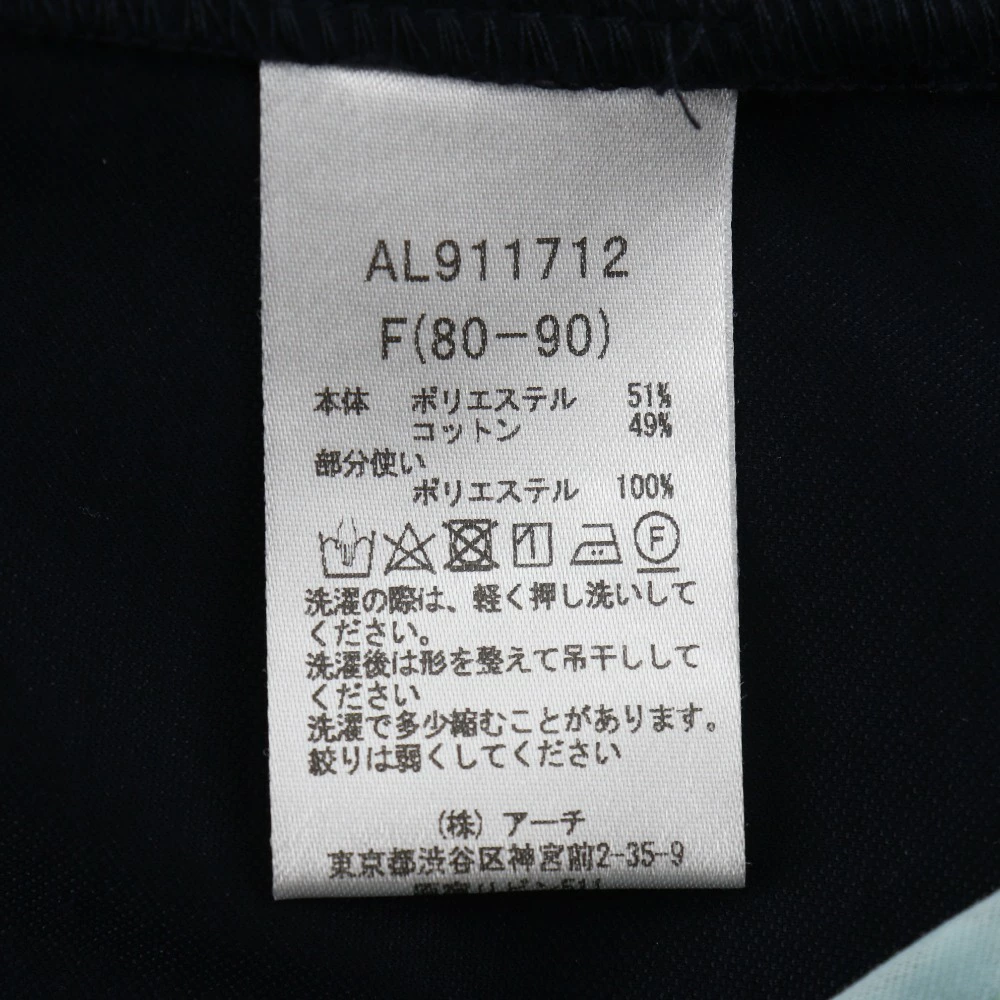 AL911712
F(80-90)
本体 ポリエステル 51%
コットン 49%
部分使い
ポリエステル 100%
1 F
洗濯の際は、軽く押し洗いして
ください。
洗濯後は形を整えて吊干しして
ください
洗濯で多少縮むことがあります。
絞りは弱くしてください
(株) アーチ
東京都渋谷区神宮前2-35-9